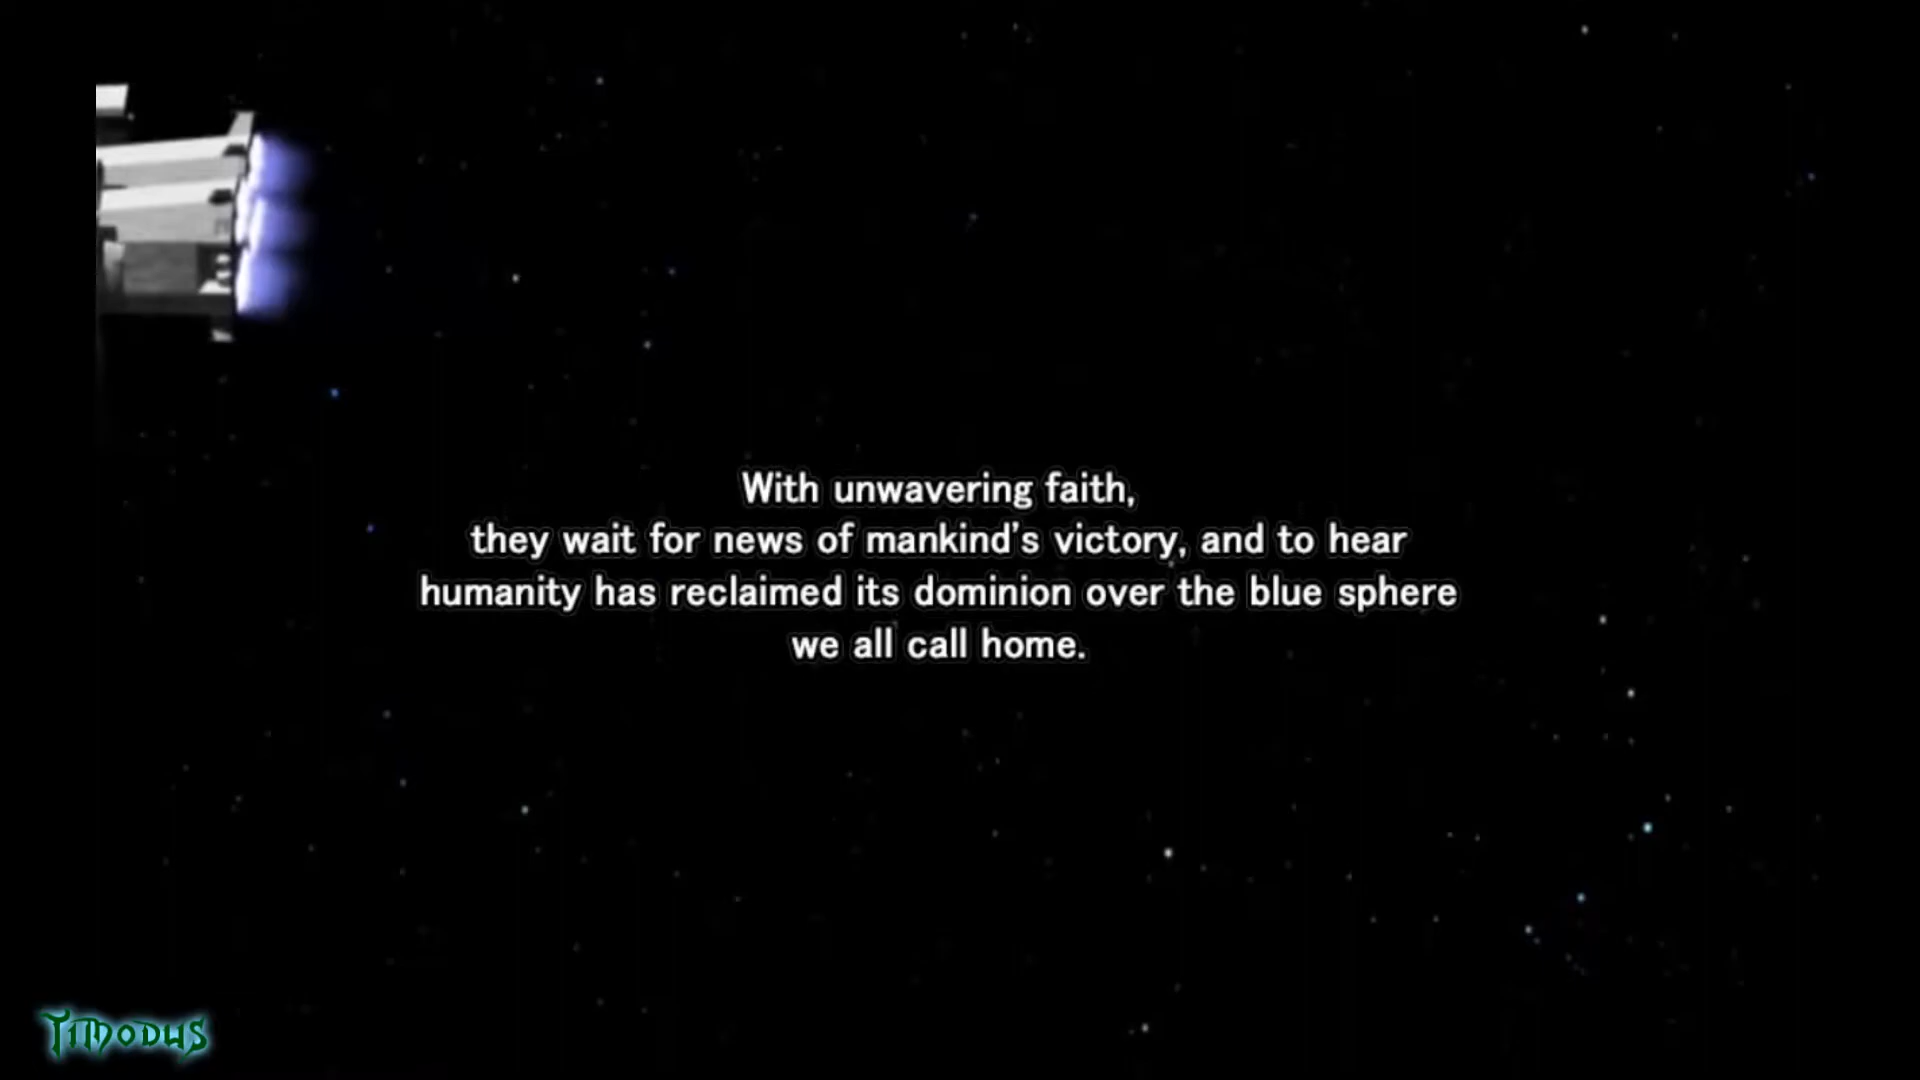 With unwavering faith,
they wait for news of mankind's victory, and to hear
humanity has reclaimed its dominion over the blue sphere
we all call home.
TIMODUS